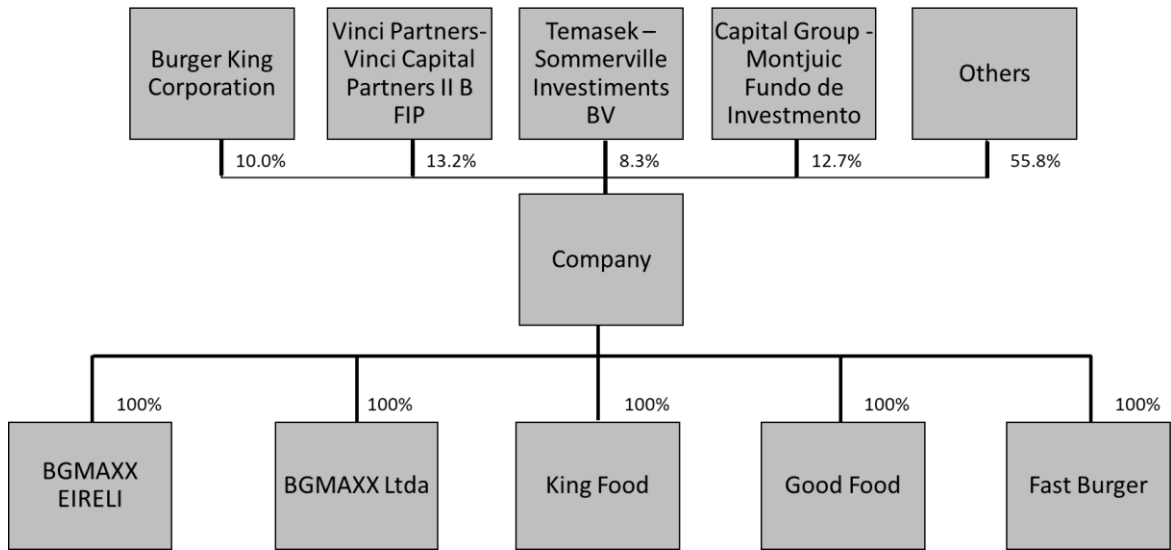 Burger King
Corporation
Vinci Partners-
Vinci Capital
Partners II B
FIP
Temasek –
Sommerville
Investiments
BV
Capital Group -
Montjuic
Fundo de
Investmento
Others
10.0%
13.2%
8.3%
12.7%
55.8%
Company
100%
100%
100%
100%
100%
BGMAXX
EIRELI
BGMAXX Ltda
King Food
Good Food
Fast Burger